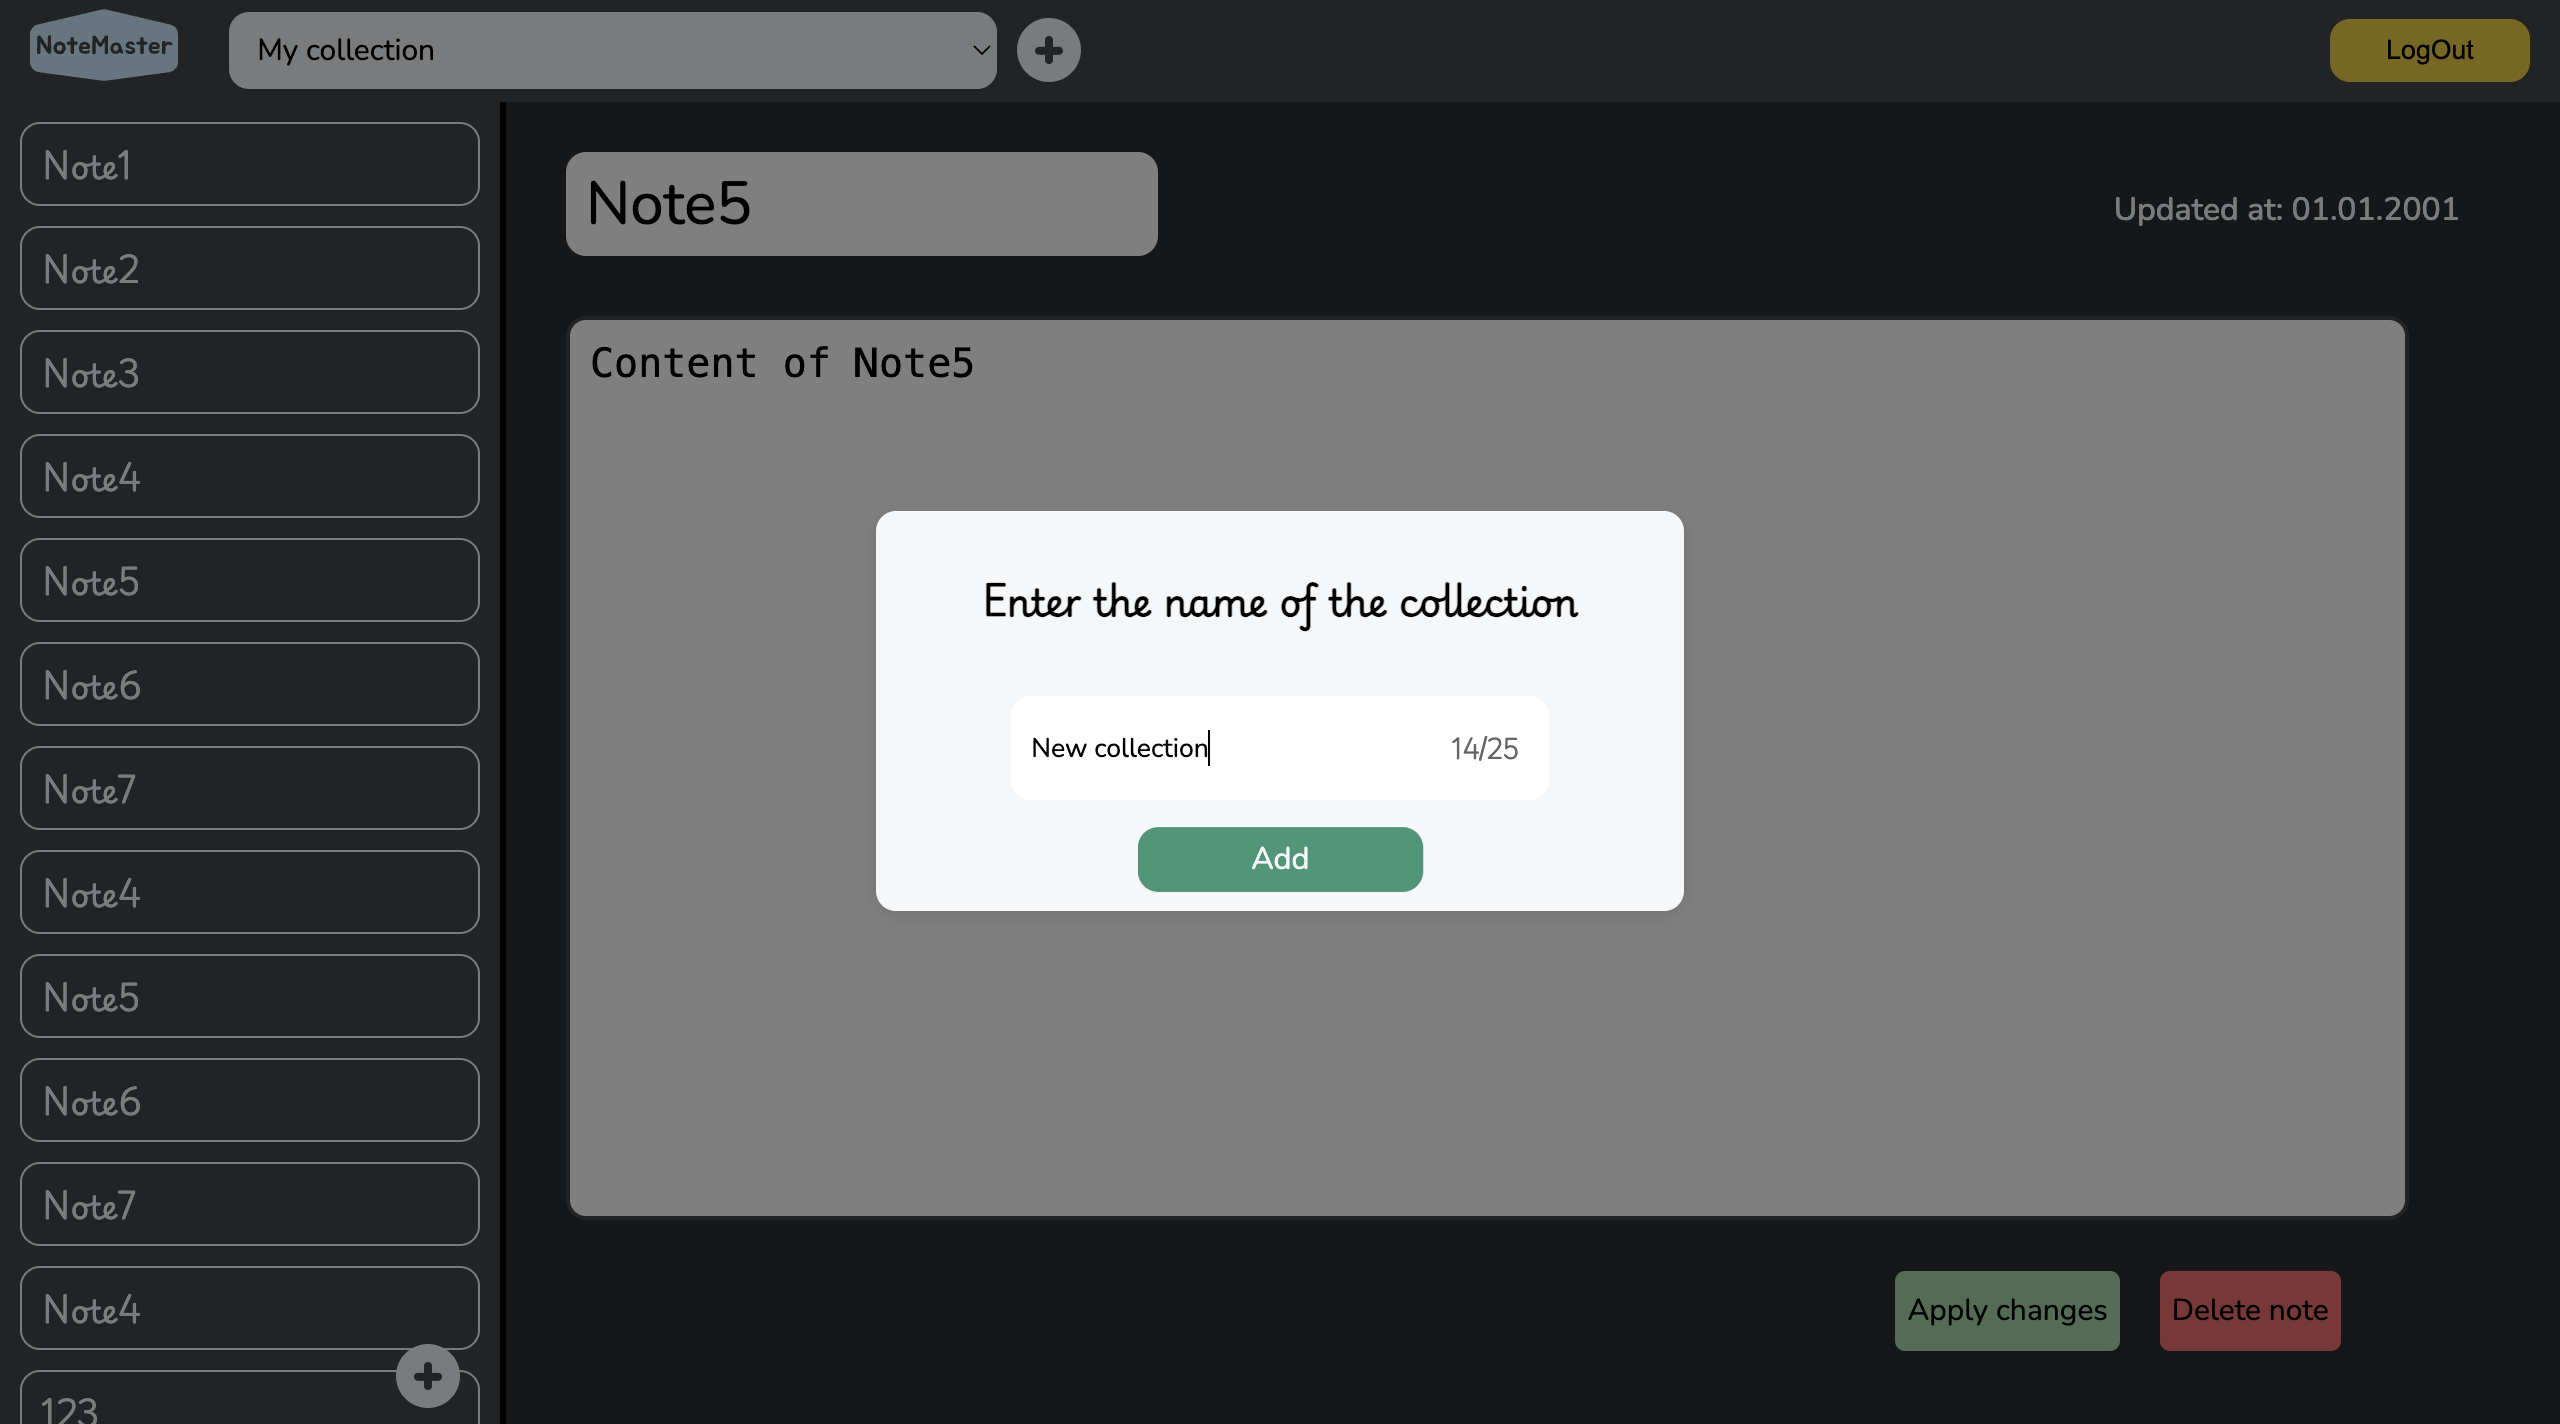 NoteMaster
My collection
LogOut
Note1
Note2
Note3
Note4
Note5
Note6
Note7
Note4
Note5
Note6
Note7
Note4
123
Note5
Updated at: 01.01.2001
Content of Note5
Enter the name of the collection
New collection
14/25
Add
Apply changes
Delete note